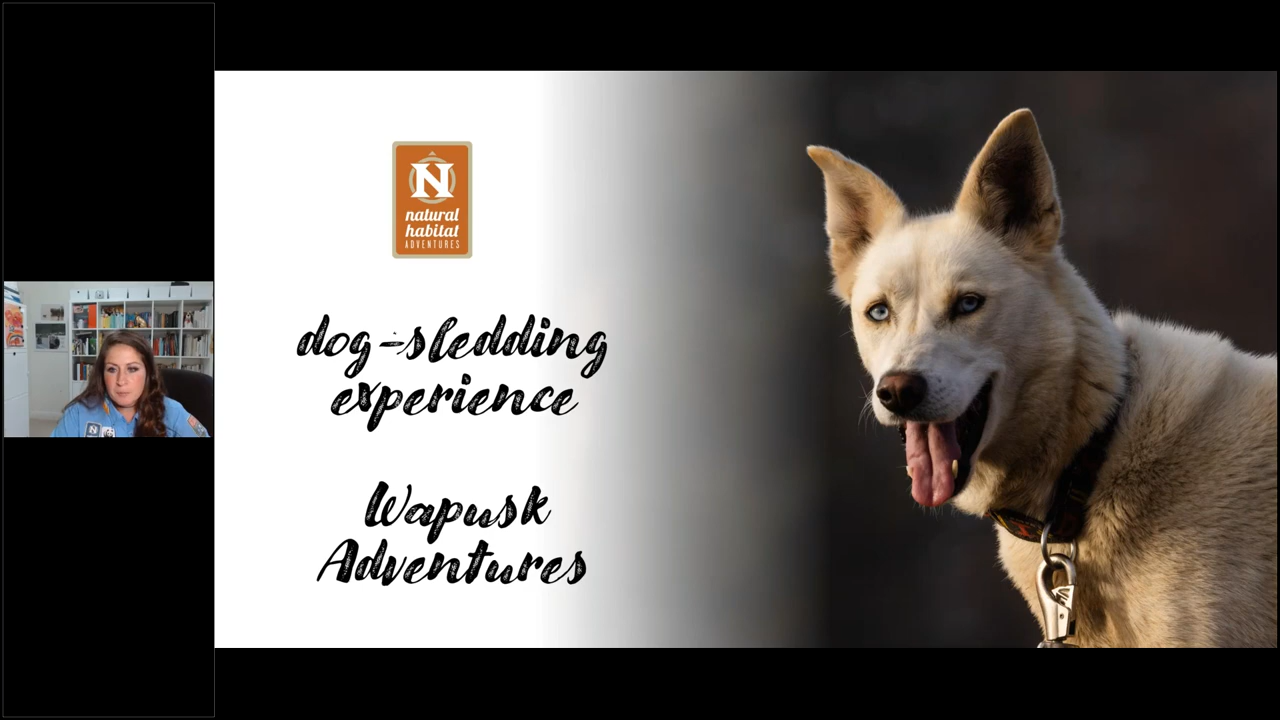 N
natural
habitat
ADVENTURES
dog-sledding
experience
Wapusk
Adventures